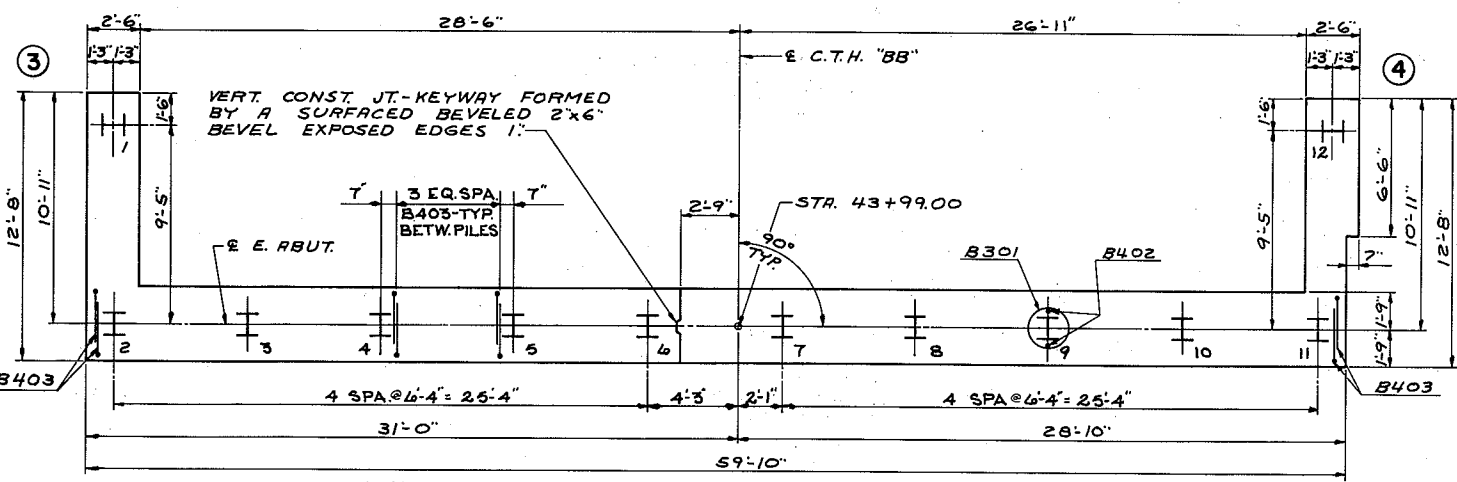 2'-6" 28'-6" 26'-11" 2'-6"
1'-3" 1'-3" ℄ C.T.H. "BB" 1'-3" 1'-3"
3 4
VERT. CONST. JT.-KEYWAY FORMED
BY A SURFACED BEVELED 2"x6"
BEVEL EXPOSED EDGES 1".
1'-6" 1'-6"
1 12
12'-8" 10'-11" 9'-5" 9'-5" 6'-6" 10'-11" 12'-8"
7" 3 EQ. SPA. 7"
B403-TYP.
BETW. PILES
2'-9" STA. 43+99.00
90°
TYP.
℄ E. ABUT. B301 B402 7"
2 3 4 5 6 7 8 9 10 11
1'-9"
1'-9"
B403 B403
4 SPA. @ 6'-4" = 25'-4" 4'-3" 2'-1" 4 SPA @ 6'-4" = 25'-4"
31'-0" 28'-10"
59'-10"